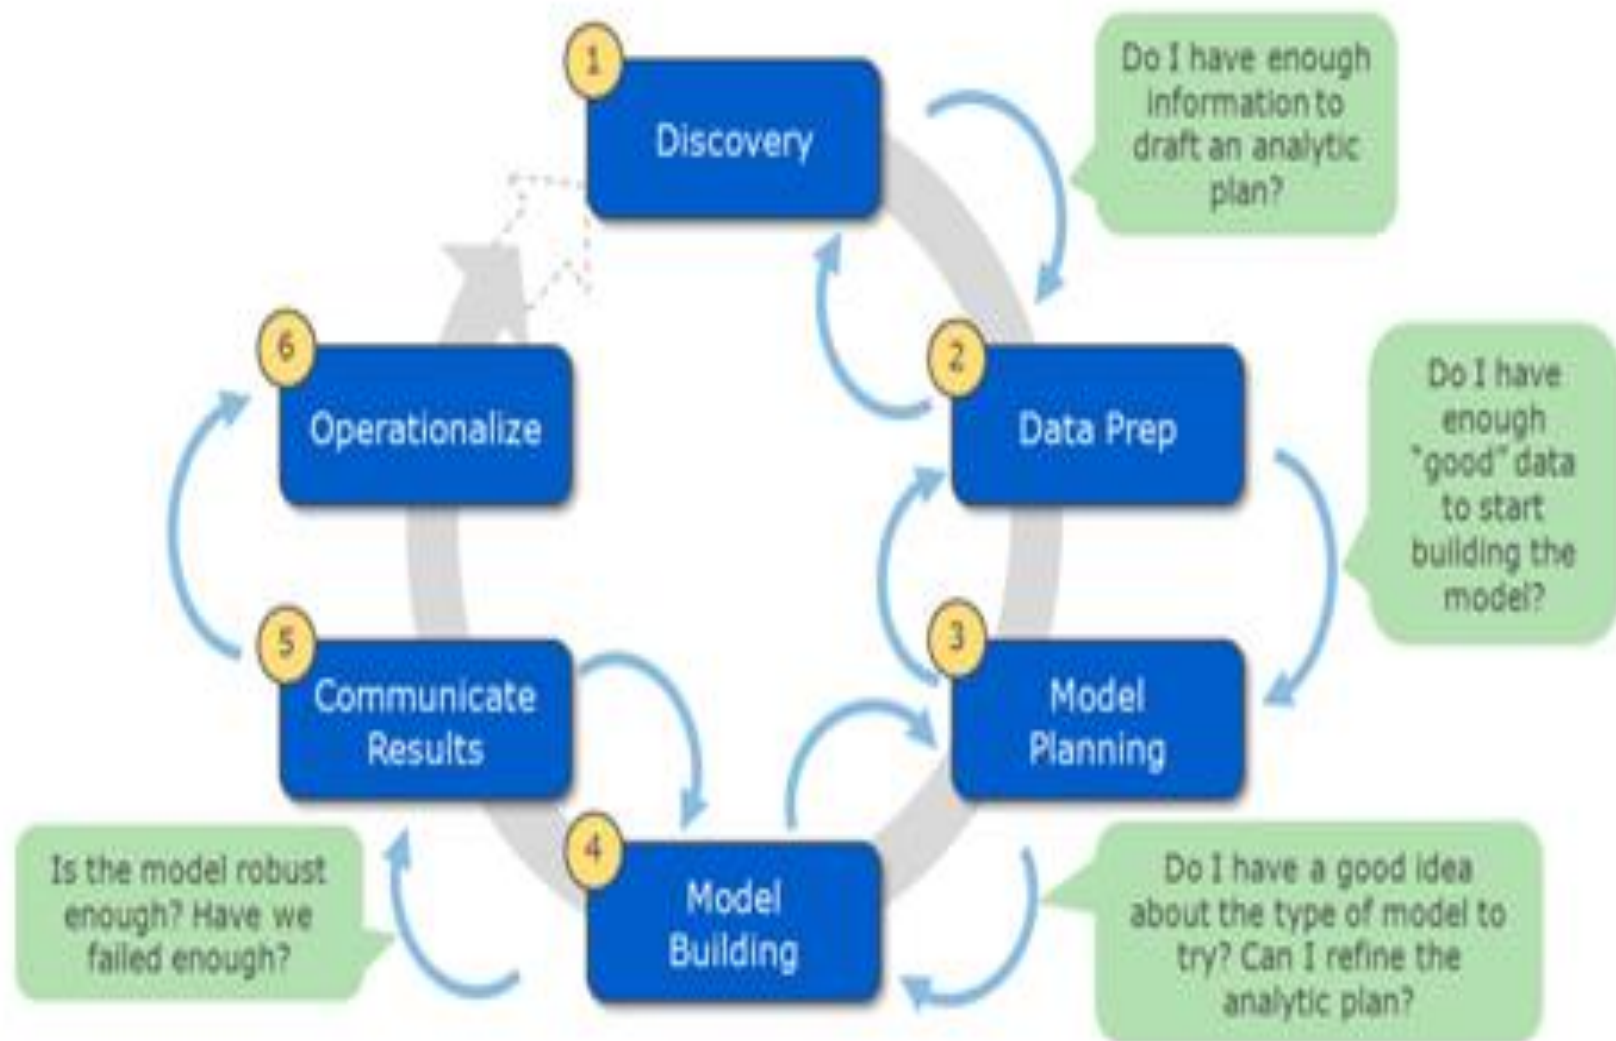 1
Discovery
Do I have enough
information to
draft an analytic
plan?
2
Data Prep
Do I have
enough
“good” data
to start
building the
model?
3
Model
Planning
Do I have a good idea
about the type of model to
try? Can I refine the
analytic plan?
4
Model
Building
Is the model robust
enough? Have we
failed enough?
5
Communicate
Results
6
Operationalize